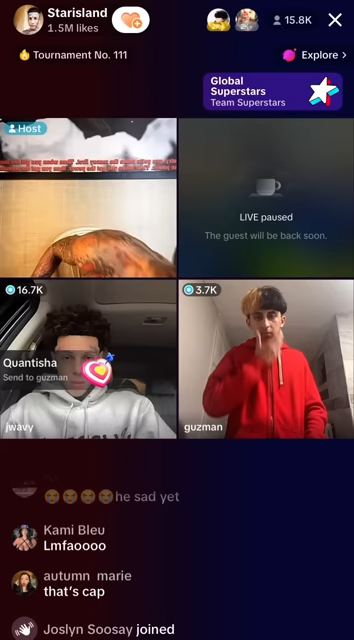 Starisland
1.5M likes
15.8K
Tournament No. 111
Explore >
Global
Superstars
Team Superstars
Host
LIVE paused
The guest will be back soon.
16.7K
3.7K
Quantisha
Send to guzman
jwavy
guzman
😭😭😭😭he sad yet
Kami Bleu
Lmfaoooo
autumn marie
that's cap
Joslyn Soosay joined